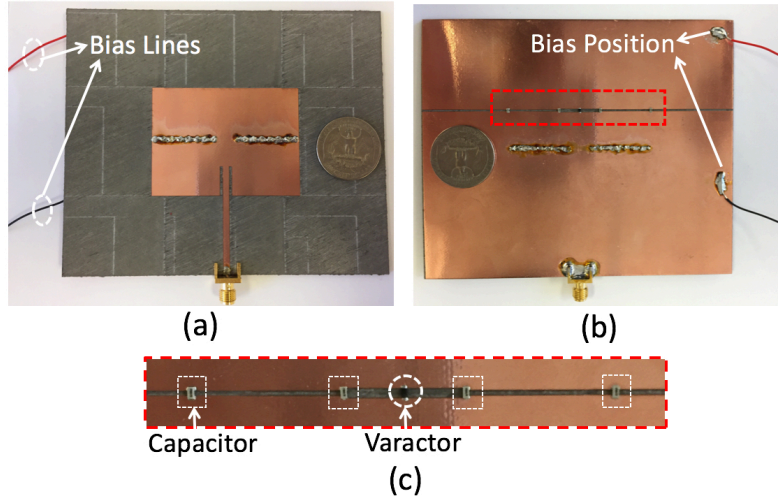 Bias Lines
Bias Position
(a)
(b)
Capacitor
Varactor
(c)